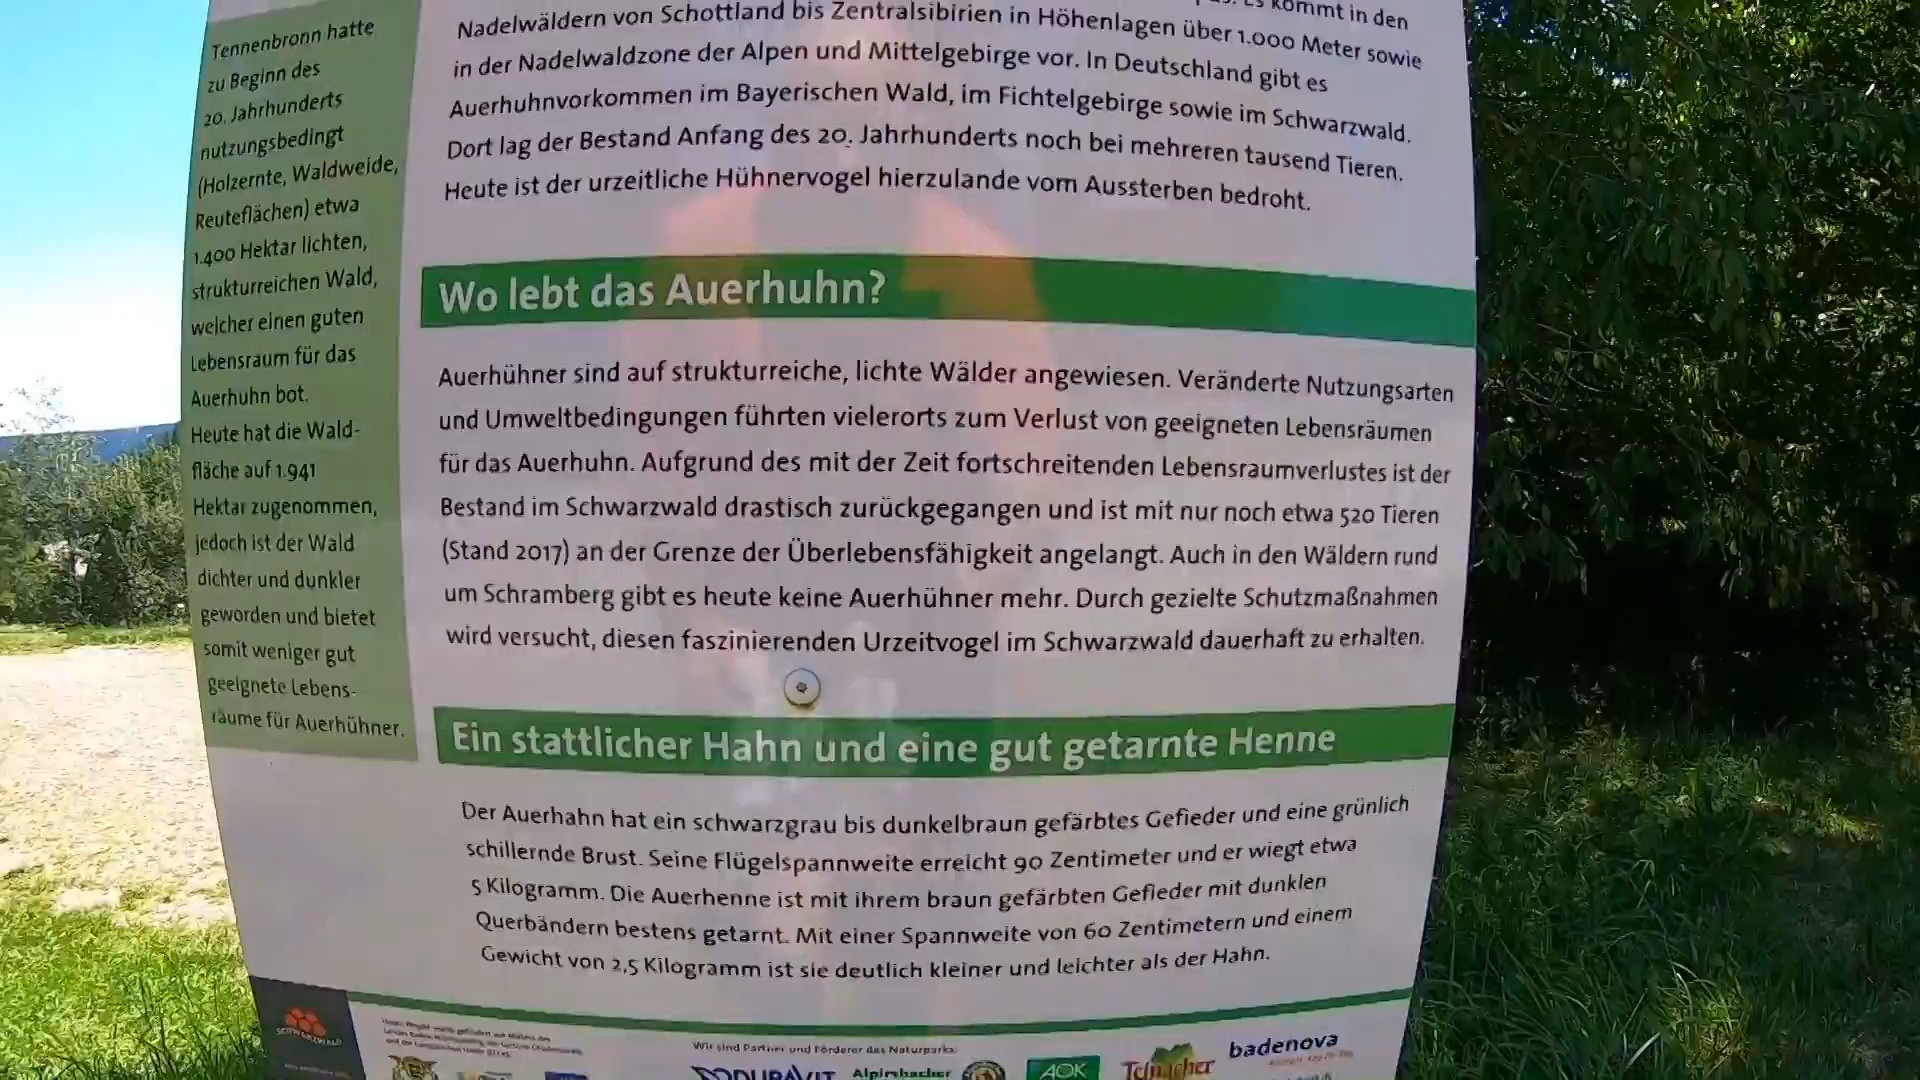 Tennenbronn hatte
zu Beginn des
20. Jahrhunderts
nutzungsbedingt
(Holzernte, Waldweide,
Reuteflächen) etwa
1.400 Hektar lichten,
strukturreichen Wald,
welcher einen guten
Lebensraum für das
Auerhuhn bot.
Heute hat die Wald-
fläche auf 1.941
Hektar zugenommen,
jedoch ist der Wald
dichter und dunkler
geworden und bietet
somit weniger gut
geeignete Lebens-
räume für Auerhühner.
Es kommt in den
Nadelwäldern von Schottland bis Zentralsibirien in Höhenlagen über 1.000 Meter sowie
in der Nadelwaldzone der Alpen und Mittelgebirge vor. In Deutschland gibt es
Auerhuhnvorkommen im Bayerischen Wald, im Fichtelgebirge sowie im Schwarzwald.
Dort lag der Bestand Anfang des 20. Jahrhunderts noch bei mehreren tausend Tieren.
Heute ist der urzeitliche Hühnervogel hierzulande vom Aussterben bedroht.
Wo lebt das Auerhuhn?
Auerhühner sind auf strukturreiche, lichte Wälder angewiesen. Veränderte Nutzungsarten
und Umweltbedingungen führten vielerorts zum Verlust von geeigneten Lebensräumen
für das Auerhuhn. Aufgrund des mit der Zeit fortschreitenden Lebensraumverlustes ist der
Bestand im Schwarzwald drastisch zurückgegangen und ist mit nur noch etwa 520 Tieren
(Stand 2017) an der Grenze der Überlebensfähigkeit angelangt. Auch in den Wäldern rund
um Schramberg gibt es heute keine Auerhühner mehr. Durch gezielte Schutzmaßnahmen
wird versucht, diesen faszinierenden Urzeitvogel im Schwarzwald dauerhaft zu erhalten.
Ein stattlicher Hahn und eine gut getarnte Henne
Der Auerhahn hat ein schwarzgrau bis dunkelbraun gefärbtes Gefieder und eine grünlich
schillernde Brust. Seine Flügelspannweite erreicht 90 Zentimeter und er wiegt etwa
5 Kilogramm. Die Auerhenne ist mit ihrem braun gefärbten Gefieder mit dunklen
Querbändern bestens getarnt. Mit einer Spannweite von 60 Zentimetern und einem
Gewicht von 2,5 Kilogramm ist sie deutlich kleiner und leichter als der Hahn.
SCHWARZWALD
Wir sind Partner und Förderer des Naturparks:
DURAVIT
Alpirsbacher
AOK
Teinacher
badenova